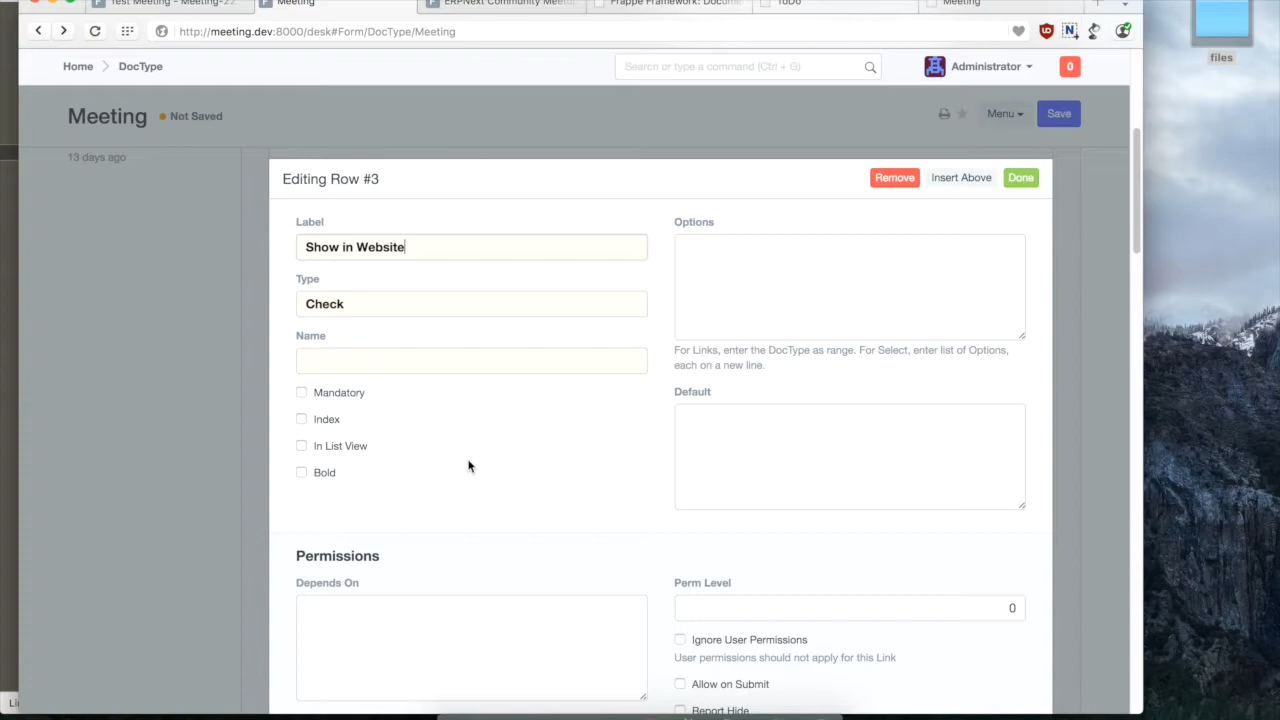 Test Meeting - Meeting-22
Meeting
ERPNext Community Meetu
Frappe Framework: Docume
ToDo
Meeting
http://meeting.dev:8000/desk#Form/DocType/Meeting
files
Home
DocType
Search or type a command (Ctrl + G)
Administrator
0
Meeting
Not Saved
Menu
Save
13 days ago
Editing Row #3
Remove
Insert Above
Done
Label
Show in Website
Type
Check
Name
Mandatory
Index
In List View
Bold
Options
For Links, enter the DocType as range. For Select, enter list of Options,
each on a new line.
Default
Permissions
Depends On
Perm Level
0
Ignore User Permissions
User permissions should not apply for this Link
Allow on Submit
Report Hide